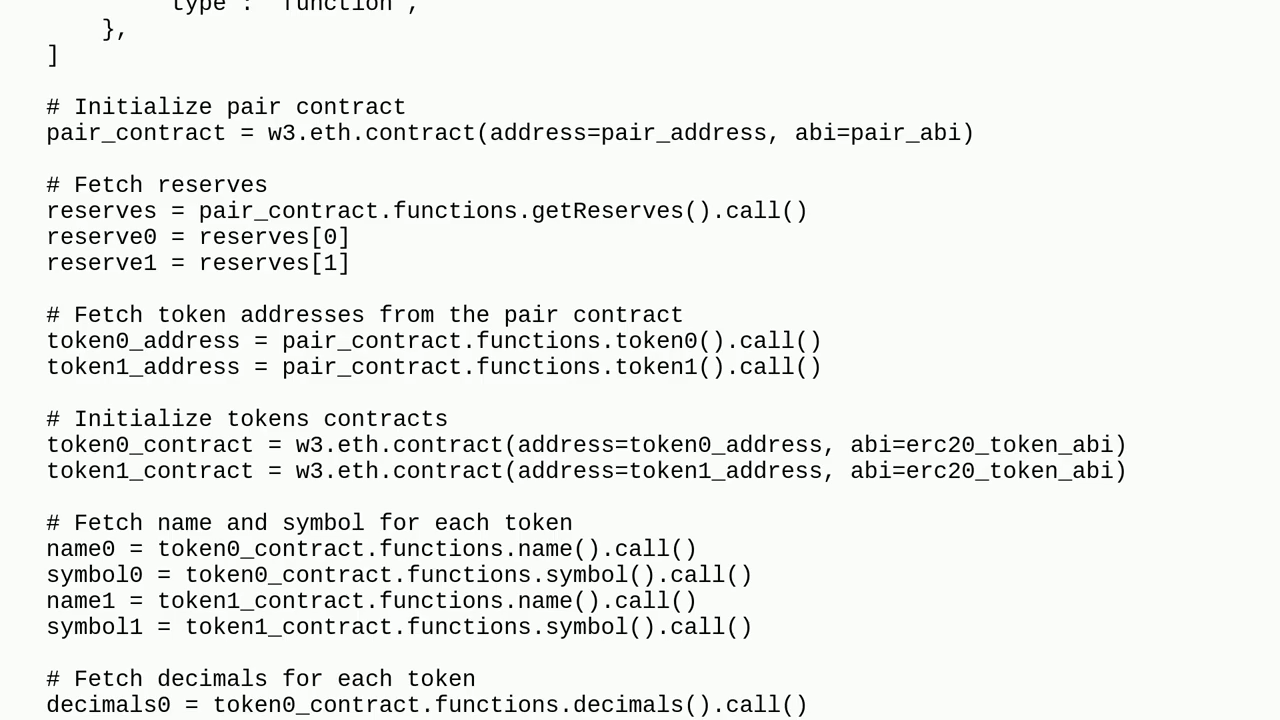 "type": "function",
    },
]

# Initialize pair contract
pair_contract = w3.eth.contract(address=pair_address, abi=pair_abi)

# Fetch reserves
reserves = pair_contract.functions.getReserves().call()
reserve0 = reserves[0]
reserve1 = reserves[1]

# Fetch token addresses from the pair contract
token0_address = pair_contract.functions.token0().call()
token1_address = pair_contract.functions.token1().call()

# Initialize tokens contracts
token0_contract = w3.eth.contract(address=token0_address, abi=erc20_token_abi)
token1_contract = w3.eth.contract(address=token1_address, abi=erc20_token_abi)

# Fetch name and symbol for each token
name0 = token0_contract.functions.name().call()
symbol0 = token0_contract.functions.symbol().call()
name1 = token1_contract.functions.name().call()
symbol1 = token1_contract.functions.symbol().call()

# Fetch decimals for each token
decimals0 = token0_contract.functions.decimals().call()